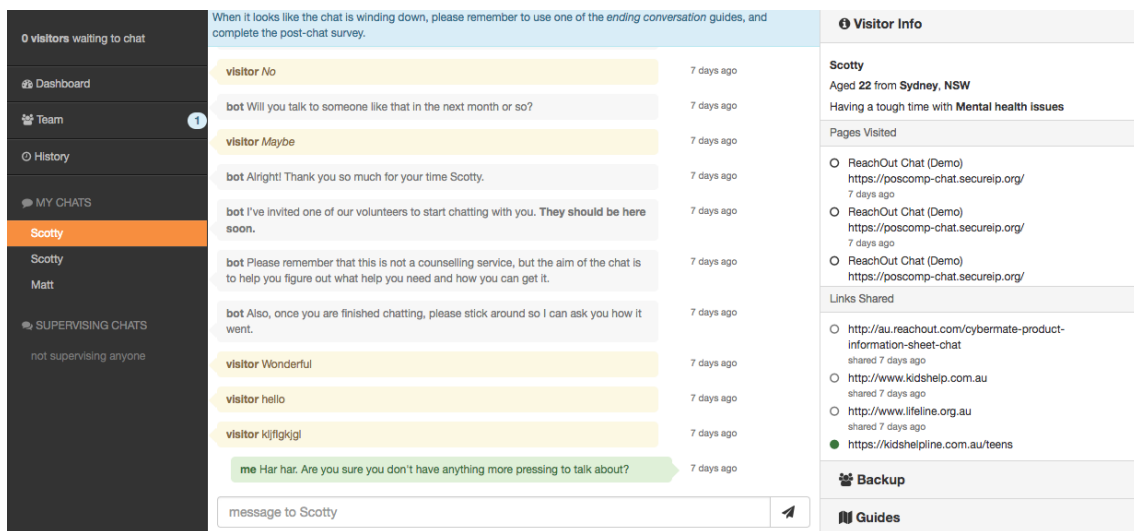 0 visitors waiting to chat
Dashboard
Team
1
History
MY CHATS
Scotty
Scotty
Matt
SUPERVISING CHATS
not supervising anyone
When it looks like the chat is winding down, please remember to use one of the ending conversation guides, and
complete the post-chat survey.
visitor No
7 days ago
bot Will you talk to someone like that in the next month or so?
7 days ago
visitor Maybe
7 days ago
bot Alright! Thank you so much for your time Scotty.
7 days ago
bot I've invited one of our volunteers to start chatting with you. They should be here
soon.
7 days ago
bot Please remember that this is not a counselling service, but the aim of the chat is
to help you figure out what help you need and how you can get it.
7 days ago
bot Also, once you are finished chatting, please stick around so I can ask you how it
went.
7 days ago
visitor Wonderful
7 days ago
visitor hello
7 days ago
visitor kljflgkjgl
7 days ago
me Har har. Are you sure you don't have anything more pressing to talk about?
7 days ago
message to Scotty
Visitor Info
Scotty
Aged 22 from Sydney, NSW
Having a tough time with Mental health issues
Pages Visited
ReachOut Chat (Demo)
https://poscomp-chat.secureip.org/
7 days ago
ReachOut Chat (Demo)
https://poscomp-chat.secureip.org/
7 days ago
ReachOut Chat (Demo)
https://poscomp-chat.secureip.org/
Links Shared
http://au.reachout.com/cybermate-product-
information-sheet-chat
shared 7 days ago
http://www.kidshelp.com.au
shared 7 days ago
http://www.lifeline.org.au
shared 7 days ago
https://kidshelpline.com.au/teens
Backup
Guides